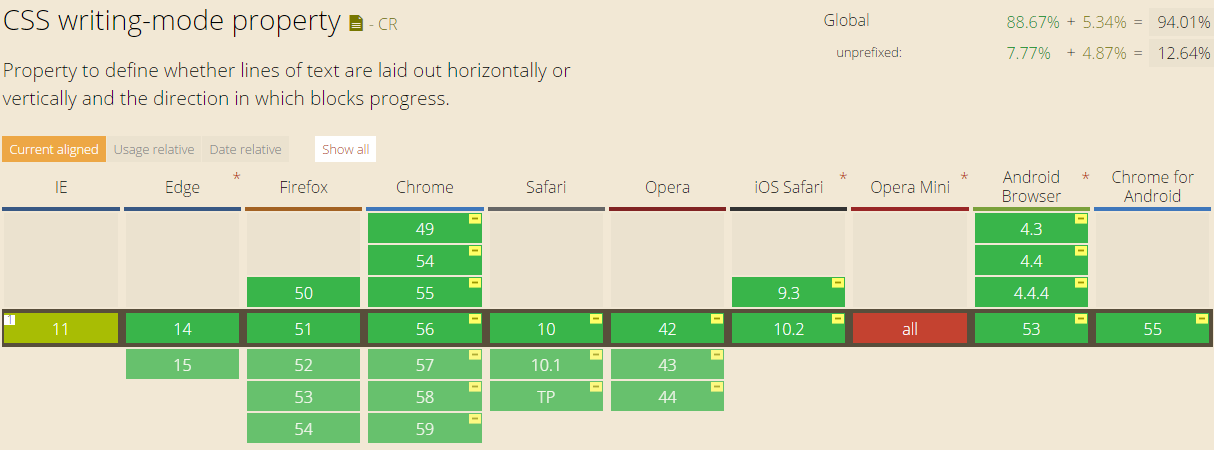 CSS writing-mode property - CR
Global 88.67% + 5.34% = 94.01%
unprefixed: 7.77% + 4.87% = 12.64%
Property to define whether lines of text are laid out horizontally or
vertically and the direction in which blocks progress.
Current aligned Usage relative Date relative Show all
IE Edge * Firefox Chrome Safari Opera iOS Safari * Opera Mini * Android Browser * Chrome for Android
49 4.3
54 4.4
50 55 9.3 4.4.4
1 11 14 51 56 10 42 10.2 all 53 55
15 52 57 10.1 43
53 58 TP 44
54 59